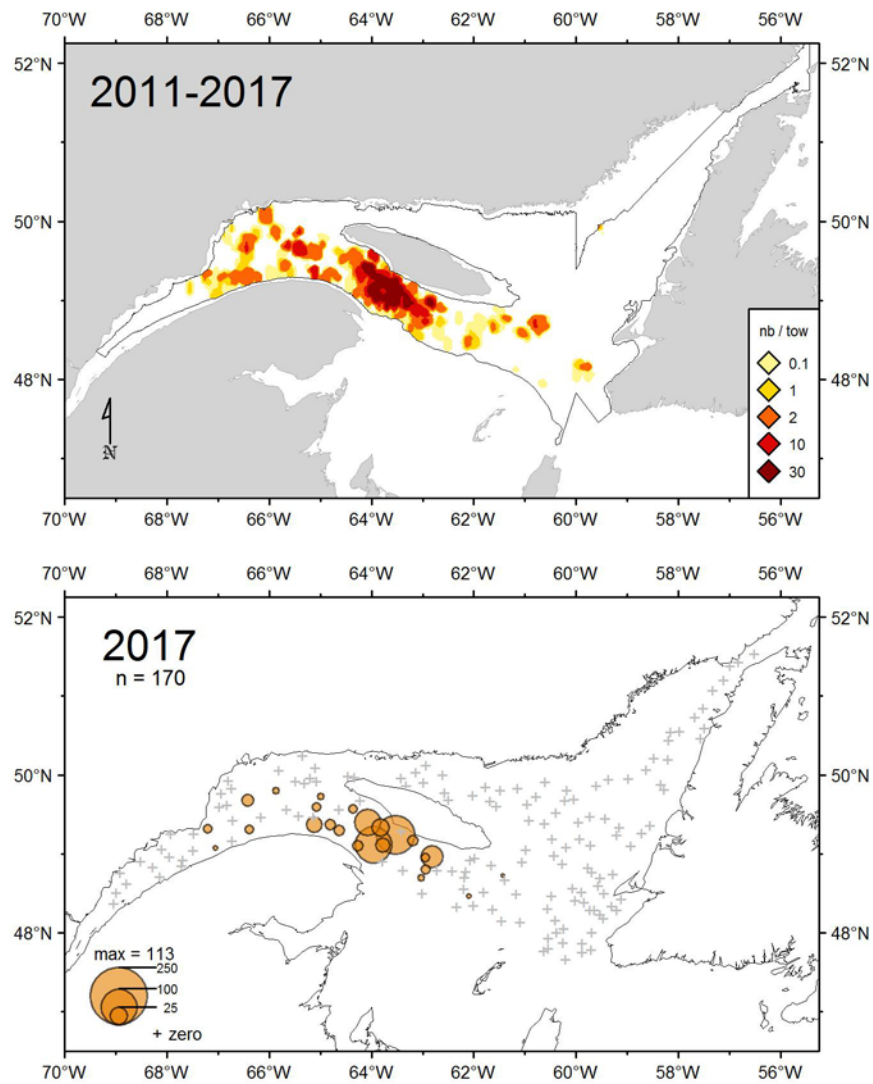 70°W 68°W 66°W 64°W 62°W 60°W 58°W 56°W
52°N 52°N
2011-2017
50°N 50°N
nb / tow
0.1
48°N 48°N
1
2
10
N
30
70°W 68°W 66°W 64°W 62°W 60°W 58°W 56°W
70°W 68°W 66°W 64°W 62°W 60°W 58°W 56°W
52°N 52°N
2017
n = 170
50°N 50°N
48°N 48°N
max = 113
250
100
25
+ zero
70°W 68°W 66°W 64°W 62°W 60°W 58°W 56°W